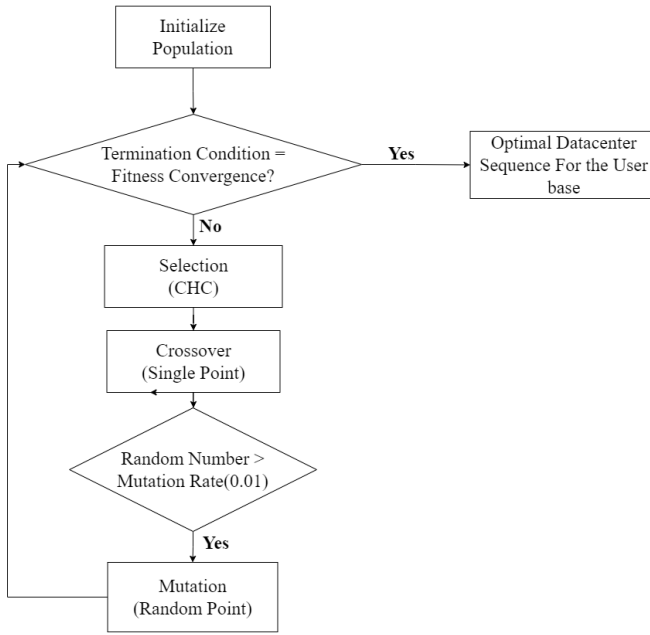 Initialize
Population
Termination Condition =
Fitness Convergence?
Yes
Optimal Datacenter
Sequence For the User
base
No
Selection
(CHC)
Crossover
(Single Point)
Random Number >
Mutation Rate(0.01)
Yes
Mutation
(Random Point)